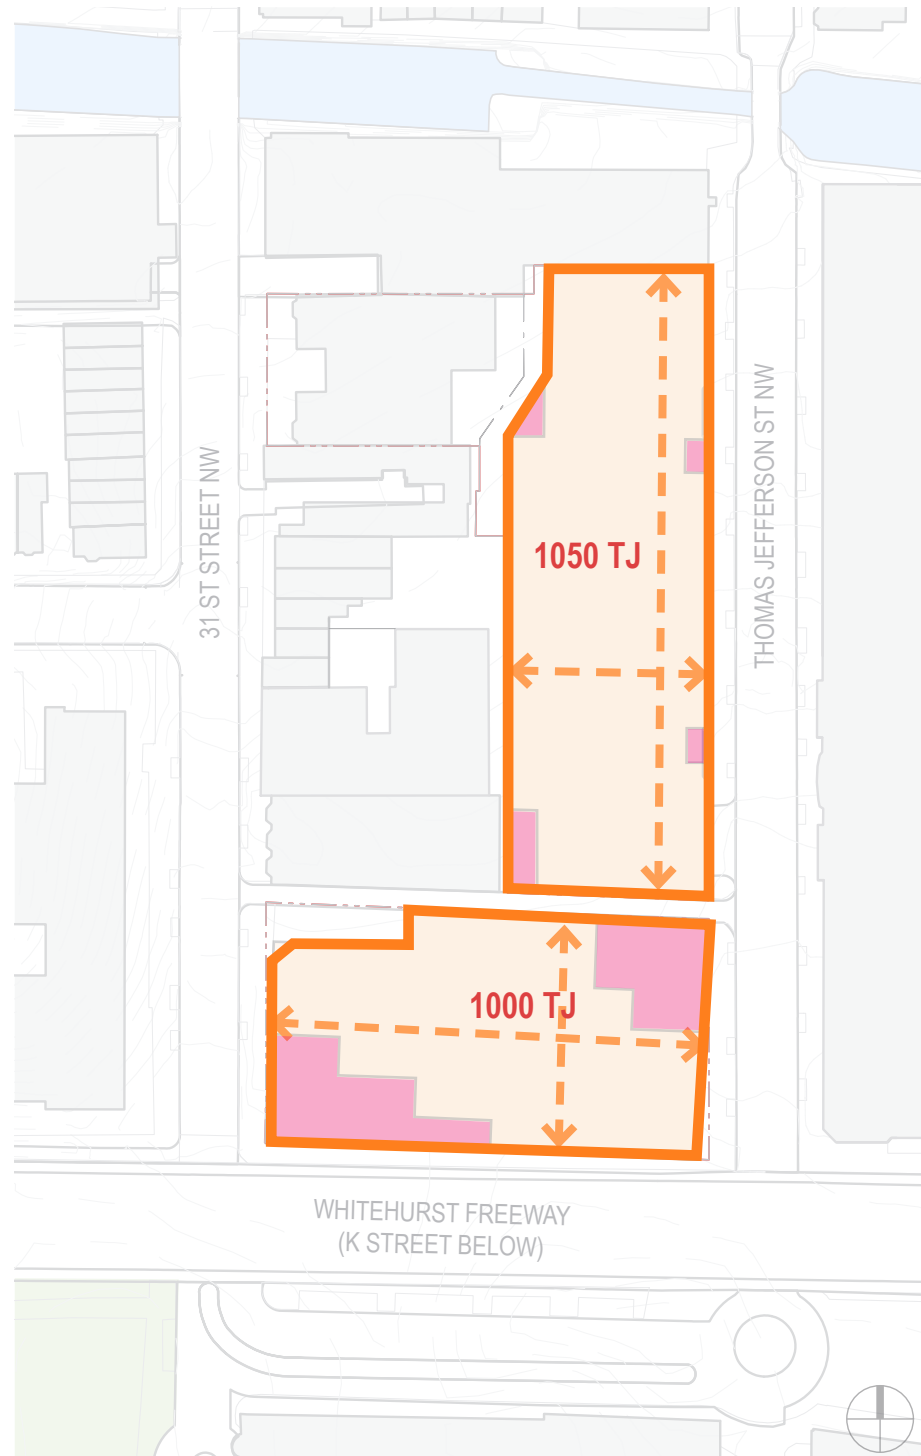 31 ST STREET NW
THOMAS JEFFERSON ST NW
1050 TJ
1000 TJ
WHITEHURST FREEWAY
(K STREET BELOW)